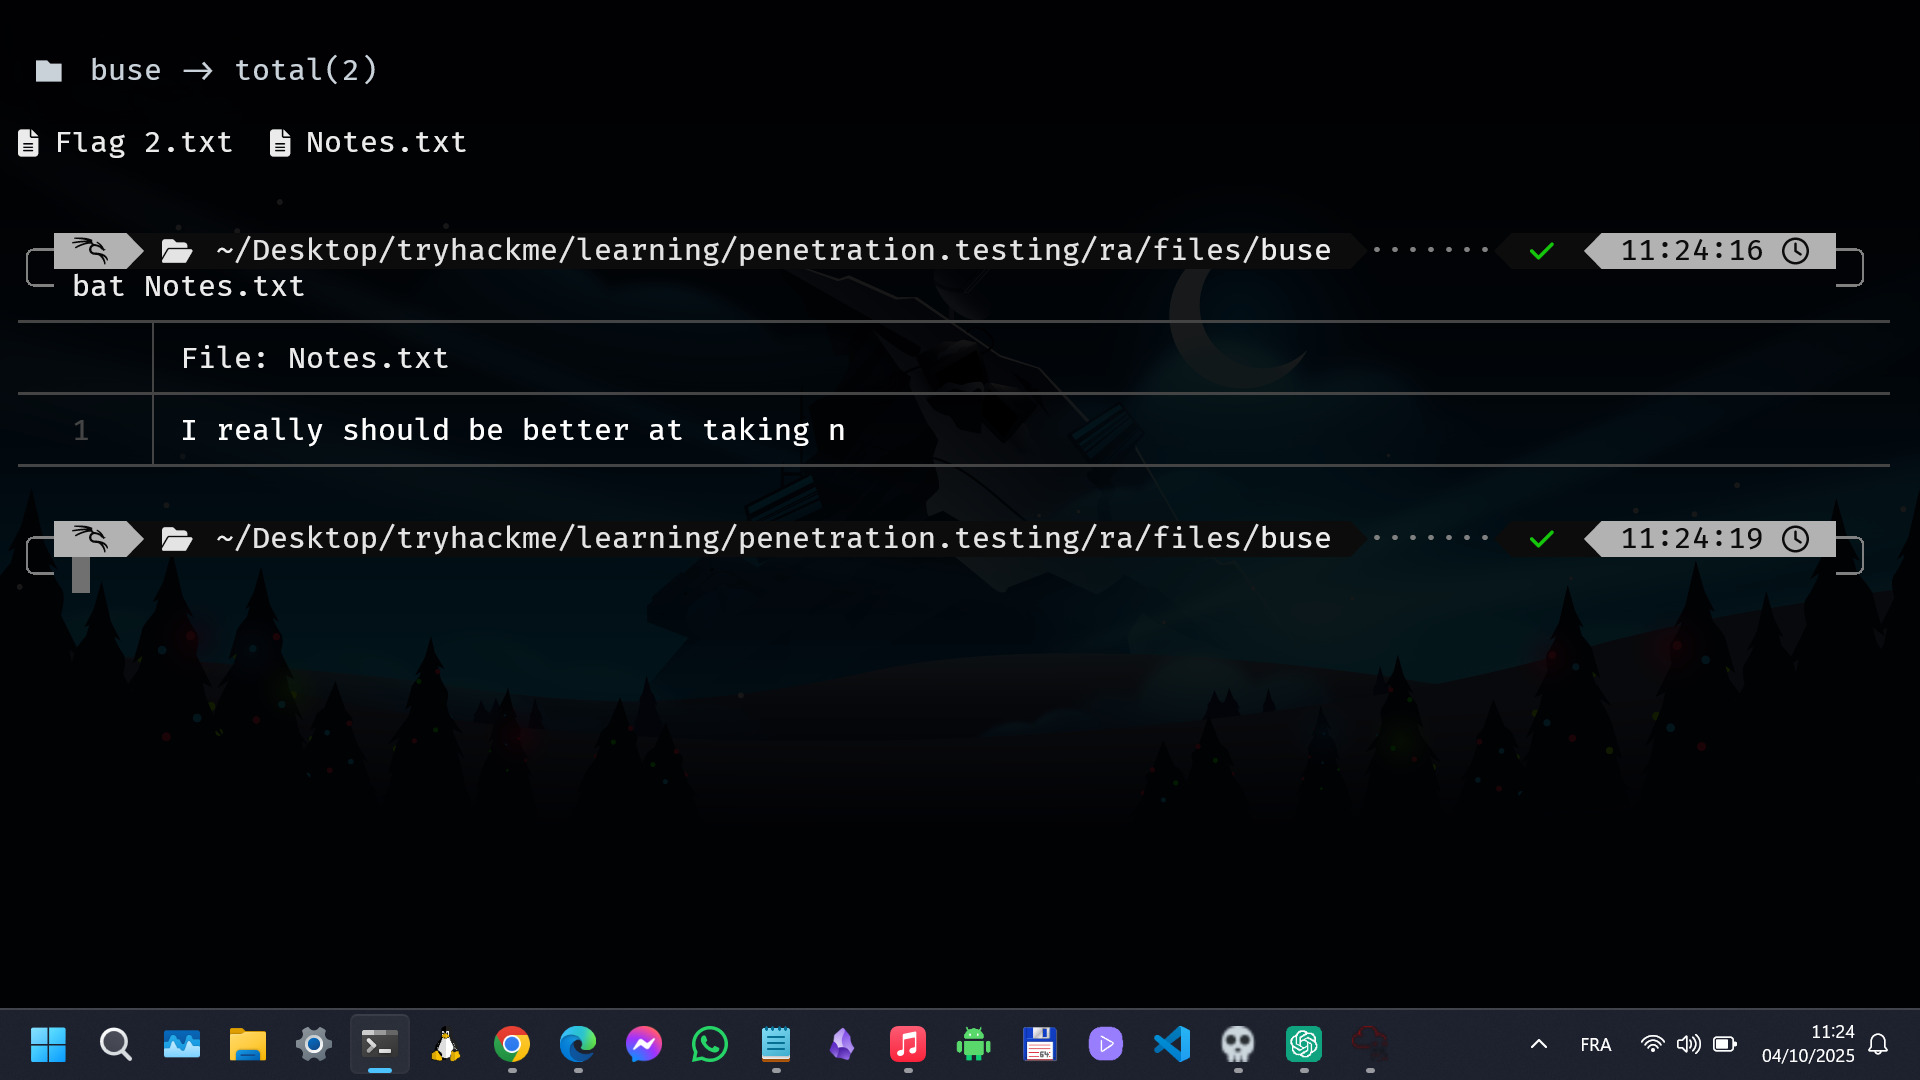 buse → total(2)
Flag 2.txt Notes.txt
~/Desktop/tryhackme/learning/penetration.testing/ra/files/buse ······· ✓ 11:24:16
bat Notes.txt
File: Notes.txt
1 I really should be better at taking n
~/Desktop/tryhackme/learning/penetration.testing/ra/files/buse ······· ✓ 11:24:19
FRA
11:24
04/10/2025